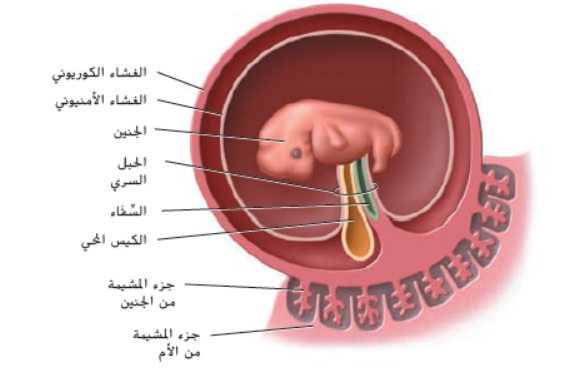 الغشاء الكوريوني
الغشاء الأمنيوني
الجنين
الحبل
السري
السِّقاء
الكيس المحي
جزء المشيمة
من الجنين
جزء المشيمة
من الأم